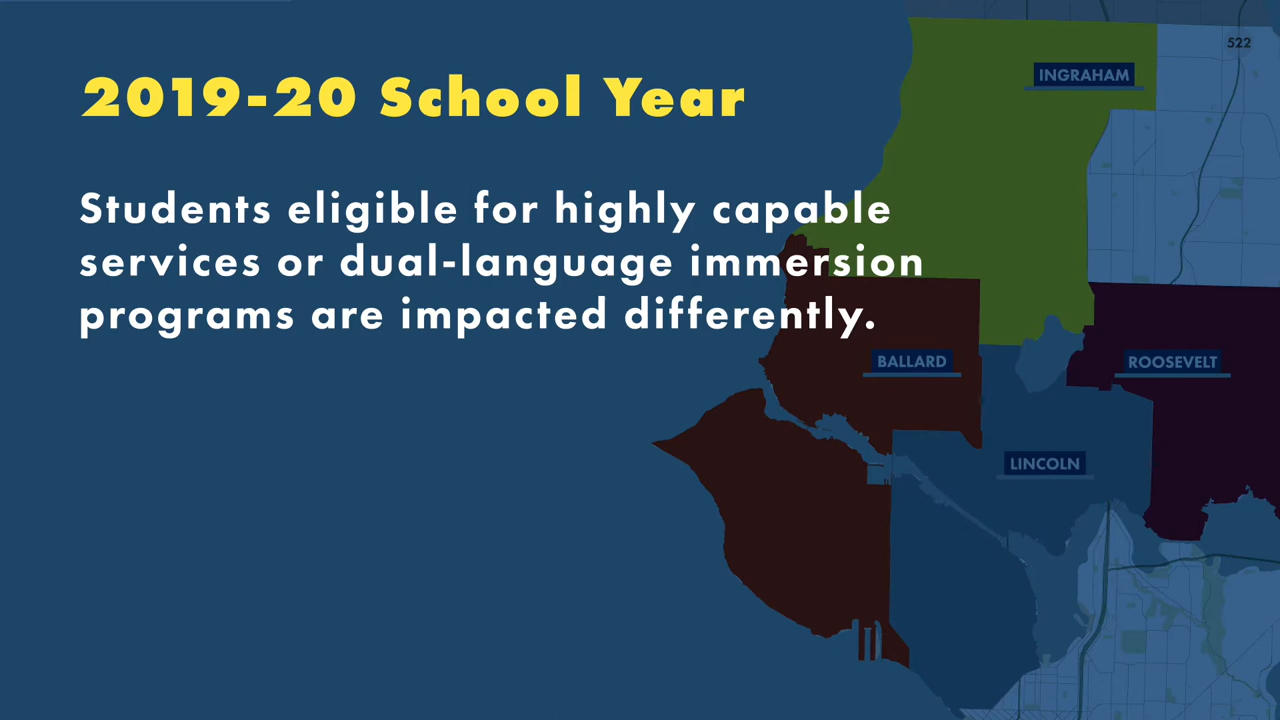 2019-20 School Year
Students eligible for highly capable
services or dual-language immersion
programs are impacted differently.
522
INGRAHAM
BALLARD
ROOSEVELT
LINCOLN